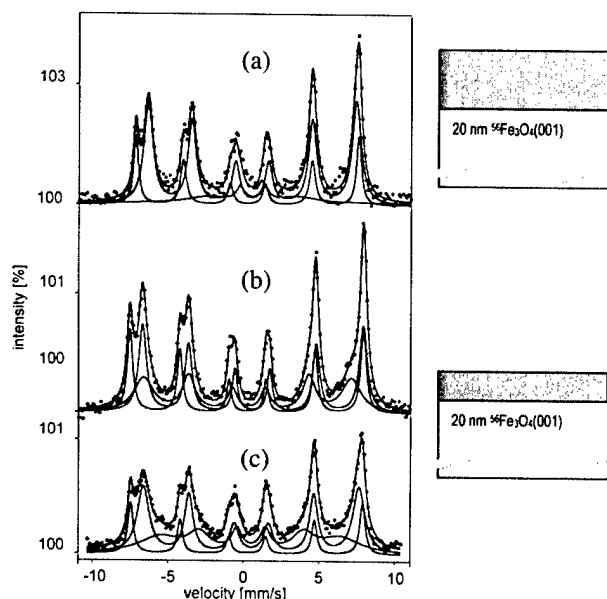 (a)
103
100
20 nm ⁵⁶Fe₃O₄(001)
(b)
101
100
intensity [%]
20 nm ⁵⁶Fe₃O₄(001)
(c)
101
100
-10 -5 0 5 10
velocity [mm/s]